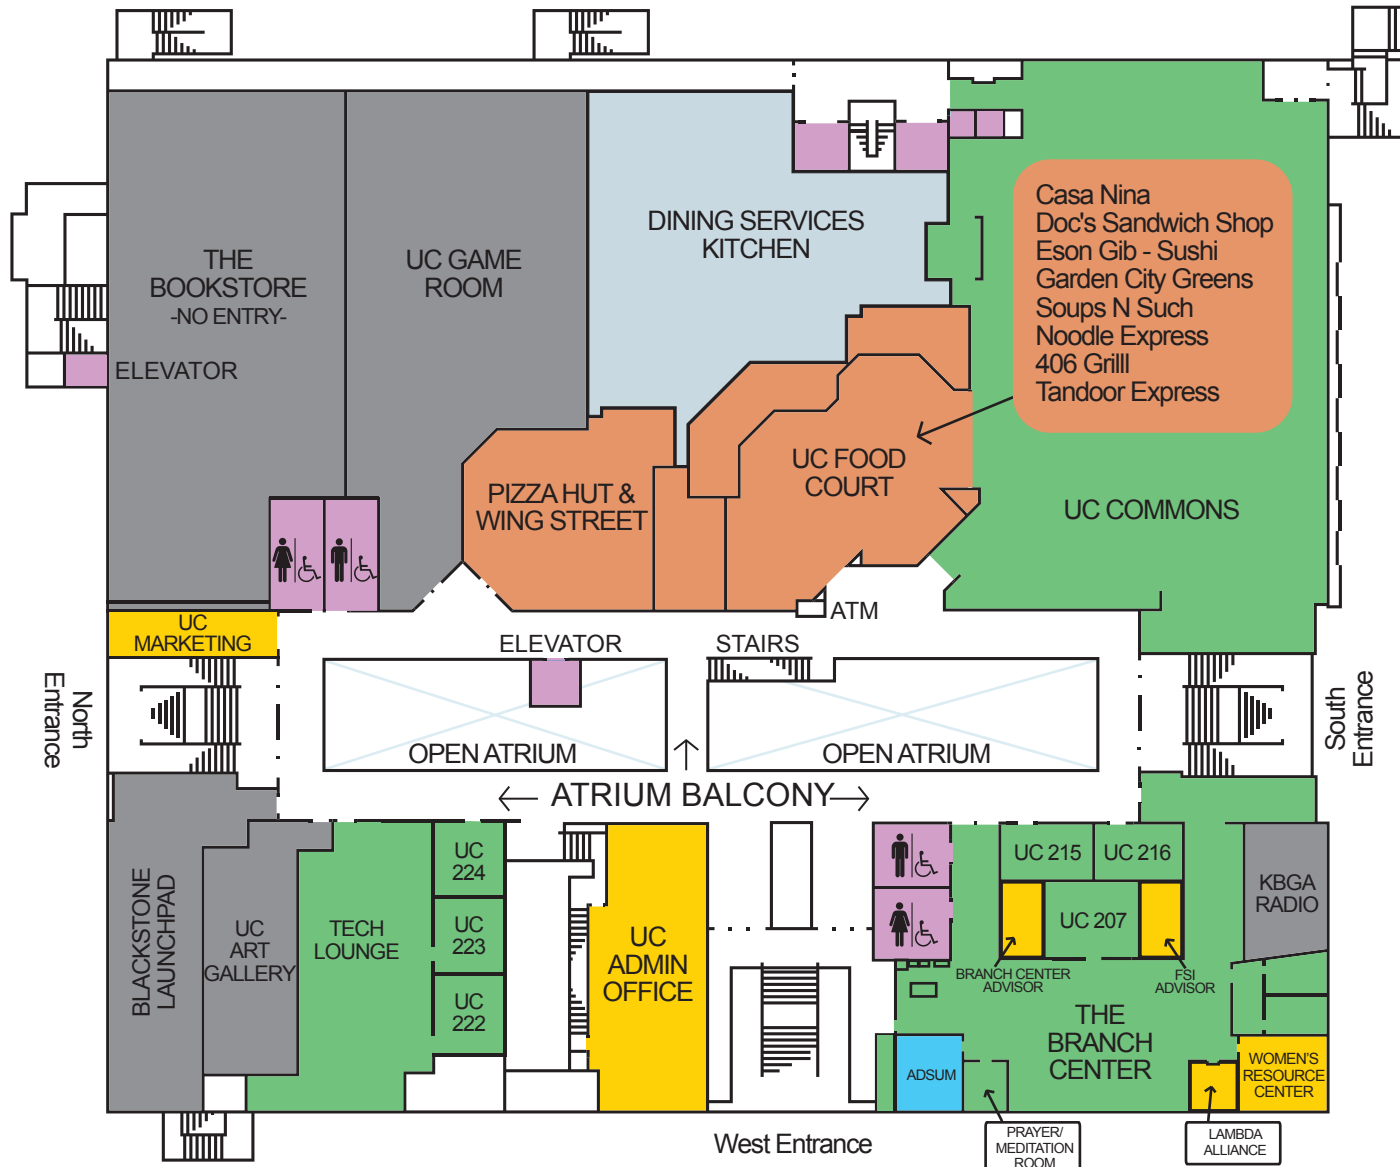 Casa Nina
Doc's Sandwich Shop
Eson Gib - Sushi
Garden City Greens
Soups N Such
Noodle Express
406 Grilll
Tandoor Express
DINING SERVICES
KITCHEN
THE
BOOKSTORE
-NO ENTRY-
UC GAME
ROOM
ELEVATOR
UC FOOD
COURT
PIZZA HUT &
WING STREET
UC COMMONS
ATM
UC
MARKETING
ELEVATOR
STAIRS
North
Entrance
South
Entrance
OPEN ATRIUM
OPEN ATRIUM
ATRIUM BALCONY
BLACKSTONE
LAUNCHPAD
UC
ART
GALLERY
TECH
LOUNGE
UC
224
UC
223
UC
222
UC
ADMIN
OFFICE
UC 215
UC 216
UC 207
KBGA
RADIO
BRANCH CENTER
ADVISOR
FSI
ADVISOR
THE
BRANCH
CENTER
ADSUM
WOMEN'S
RESOURCE
CENTER
West Entrance
PRAYER/
MEDITATION
ROOM
LAMBDA
ALLIANCE